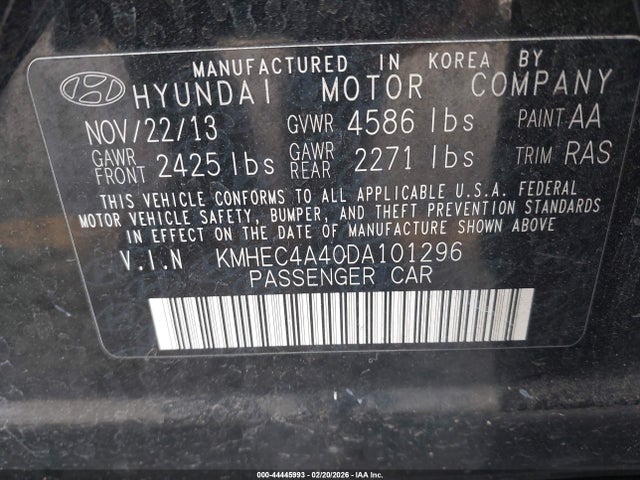 MANUFACTURED IN KOREA BY
HYUNDAI MOTOR COMPANY
NOV/22/13 GVWR 4586 lbs PAINT AA
GAWR FRONT 2425 lbs GAWR REAR 2271 lbs TRIM RAS
THIS VEHICLE CONFORMS TO ALL APPLICABLE U.S.A. FEDERAL
MOTOR VEHICLE SAFETY, BUMPER, AND THEFT PREVENTION STANDARDS
IN EFFECT ON THE DATE OF MANUFACTURE SHOWN ABOVE
V.I.N KMHEC4A40DA101296
PASSENGER CAR
000-44445993 - 02/20/2026 - IAA Inc.